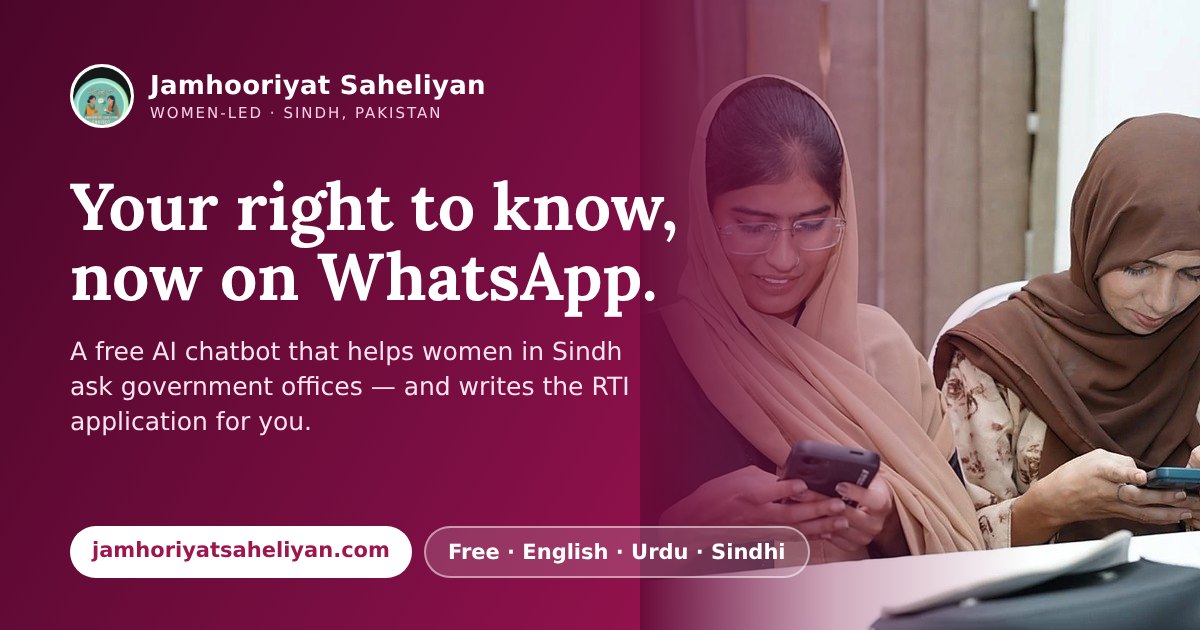 Jamhooriyat Saheliyan
WOMEN-LED · SINDH, PAKISTAN
Your right to know,
now on WhatsApp.
A free AI chatbot that helps women in Sindh
ask government offices — and writes the RTI
application for you.
jamhoriyatsaheliyan.com
Free · English · Urdu · Sindhi